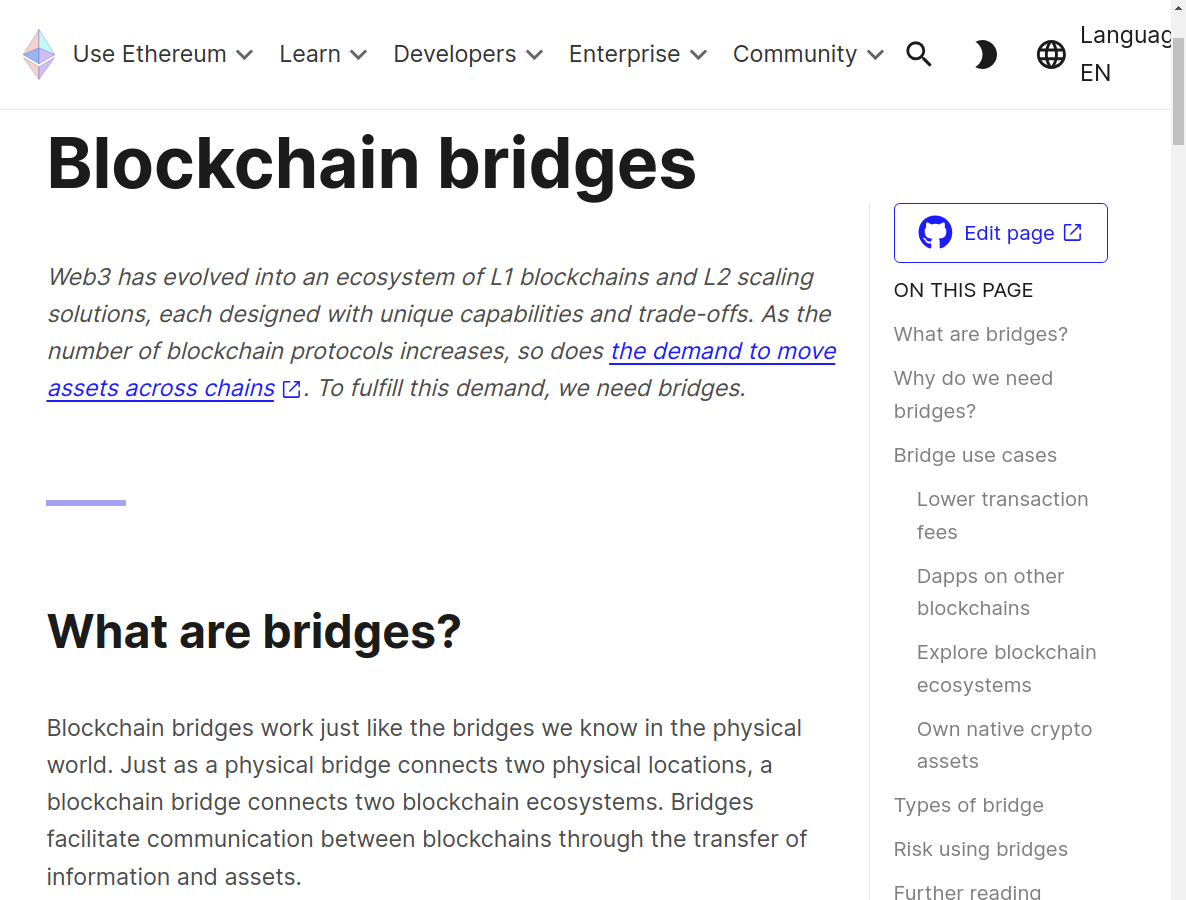 Use Ethereum Learn Developers Enterprise Community Languag
EN
Blockchain bridges
Web3 has evolved into an ecosystem of L1 blockchains and L2 scaling
solutions, each designed with unique capabilities and trade-offs. As the
number of blockchain protocols increases, so does the demand to move
assets across chains. To fulfill this demand, we need bridges.
What are bridges?
Blockchain bridges work just like the bridges we know in the physical
world. Just as a physical bridge connects two physical locations, a
blockchain bridge connects two blockchain ecosystems. Bridges
facilitate communication between blockchains through the transfer of
information and assets.
Edit page
ON THIS PAGE
What are bridges?
Why do we need
bridges?
Bridge use cases
Lower transaction
fees
Dapps on other
blockchains
Explore blockchain
ecosystems
Own native crypto
assets
Types of bridge
Risk using bridges
Further reading